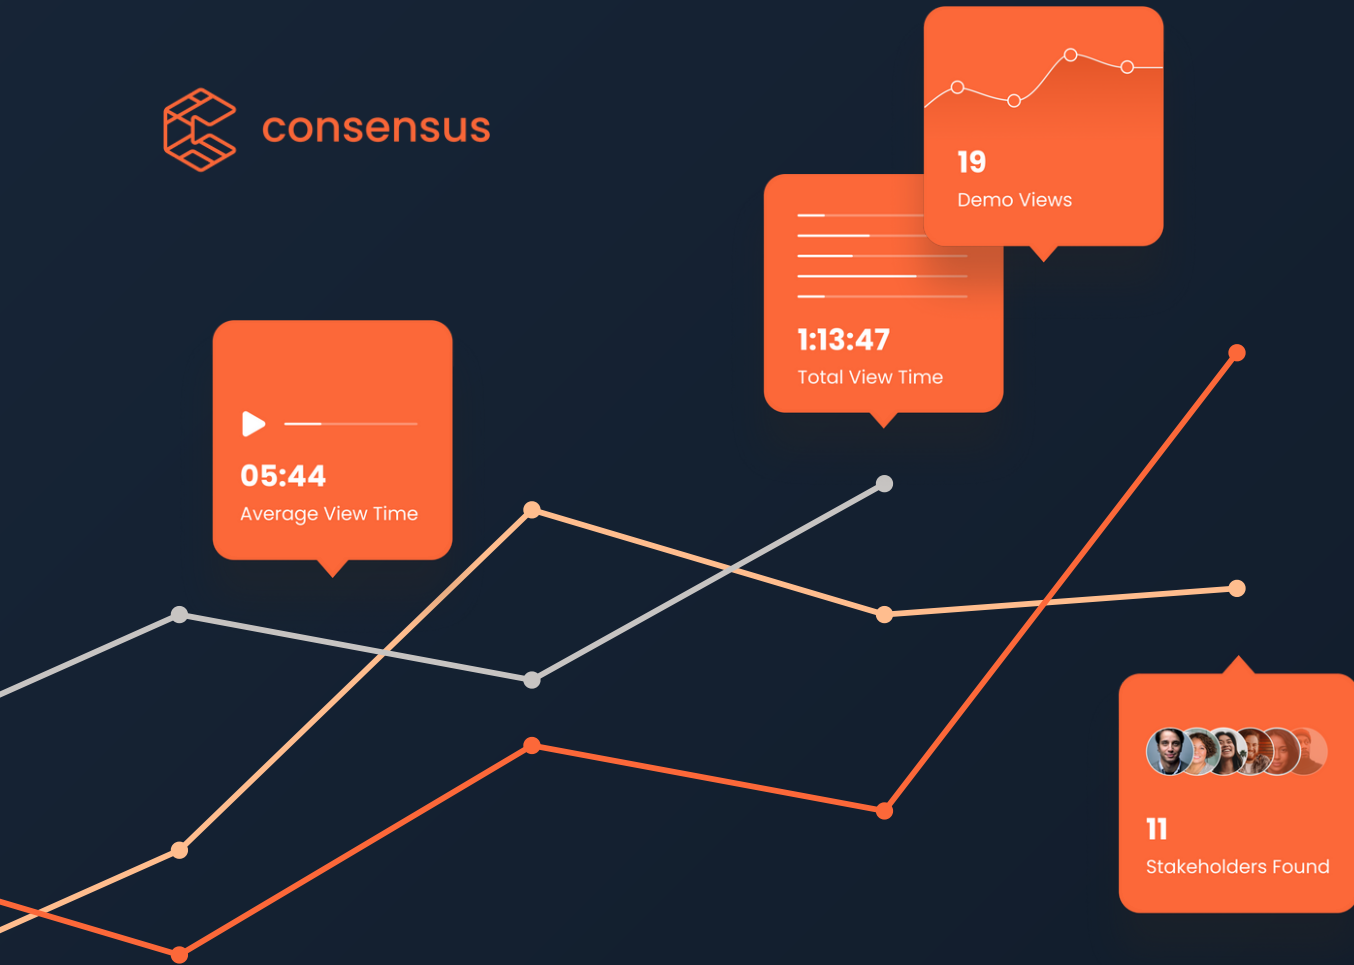 consensus
19
Demo Views
1:13:47
Total View Time
05:44
Average View Time
11
Stakeholders Found